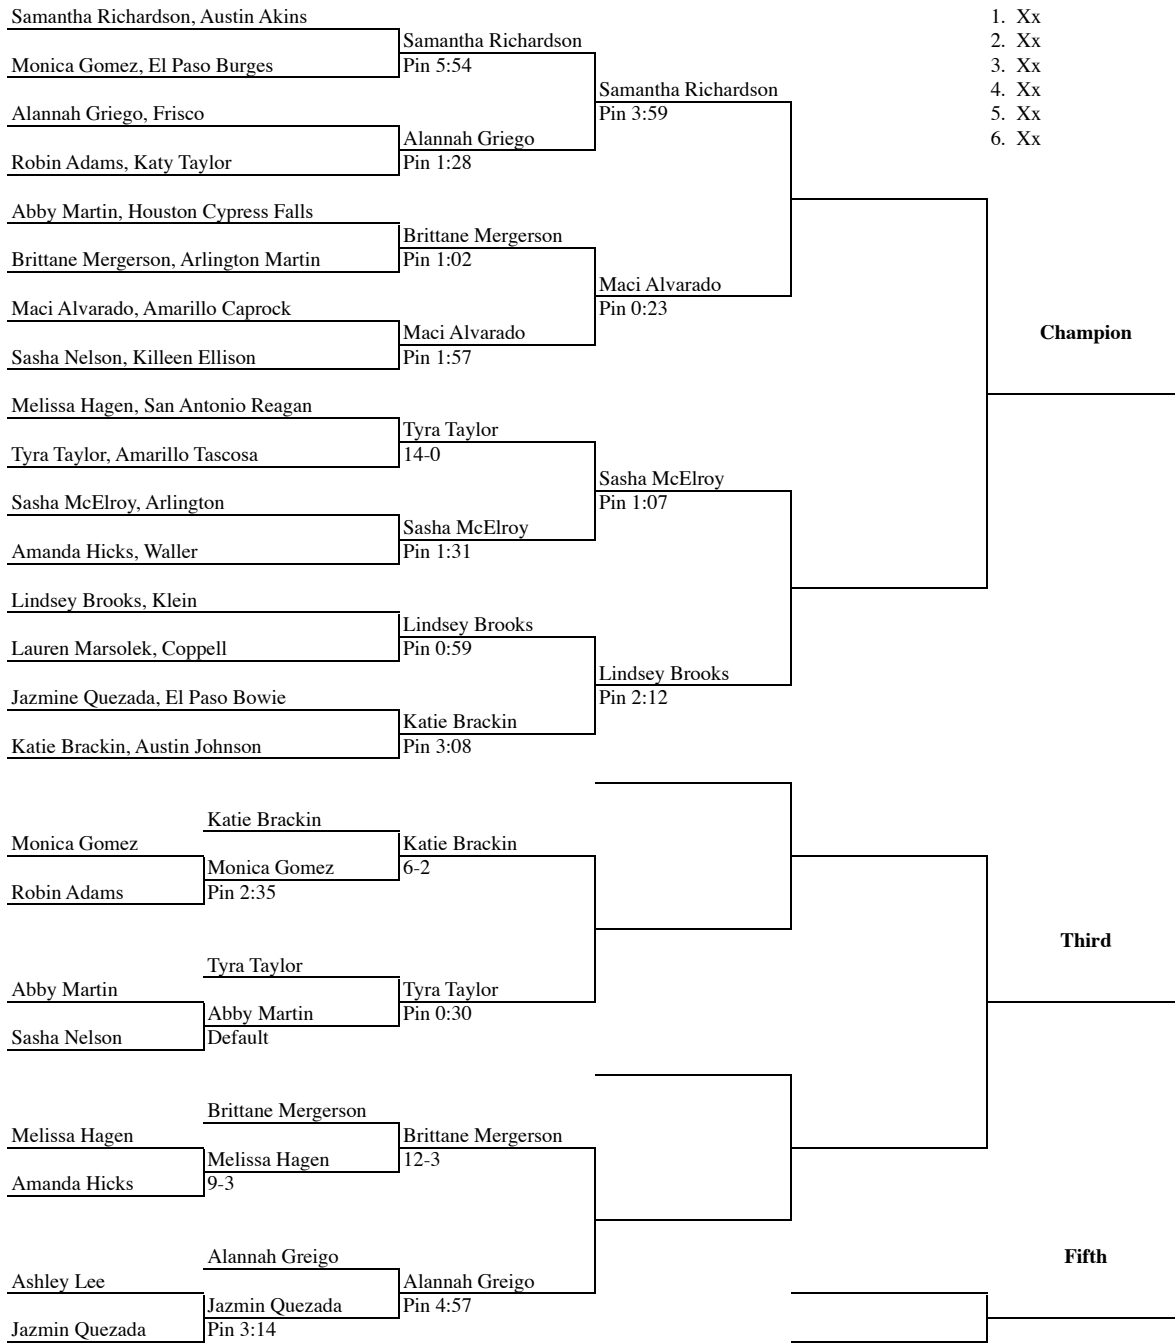 Samantha Richardson, Austin Akins
1. Xx
2. Xx
Samantha Richardson
Monica Gomez, El Paso Burges
Pin 5:54
3. Xx
Samantha Richardson
4. Xx
Alannah Griego, Frisco
Pin 3:59
5. Xx
Alannah Griego
6. Xx
Robin Adams, Katy Taylor
Pin 1:28
Abby Martin, Houston Cypress Falls
Brittane Mergerson
Brittane Mergerson, Arlington Martin
Pin 1:02
Maci Alvarado
Maci Alvarado, Amarillo Caprock
Pin 0:23
Maci Alvarado
Champion
Sasha Nelson, Killeen Ellison
Pin 1:57
Melissa Hagen, San Antonio Reagan
Tyra Taylor
Tyra Taylor, Amarillo Tascosa
14-0
Sasha McElroy
Sasha McElroy, Arlington
Pin 1:07
Sasha McElroy
Amanda Hicks, Waller
Pin 1:31
Lindsey Brooks, Klein
Lindsey Brooks
Lauren Marsolek, Coppell
Pin 0:59
Lindsey Brooks
Jazmine Quezada, El Paso Bowie
Pin 2:12
Katie Brackin
Katie Brackin, Austin Johnson
Pin 3:08
Katie Brackin
Monica Gomez
Katie Brackin
Monica Gomez
6-2
Robin Adams
Pin 2:35
Third
Tyra Taylor
Abby Martin
Tyra Taylor
Abby Martin
Pin 0:30
Sasha Nelson
Default
Brittane Mergerson
Melissa Hagen
Brittane Mergerson
Melissa Hagen
12-3
Amanda Hicks
9-3
Alannah Greigo
Fifth
Ashley Lee
Alannah Greigo
Jazmin Quezada
Pin 4:57
Jazmin Quezada
Pin 3:14